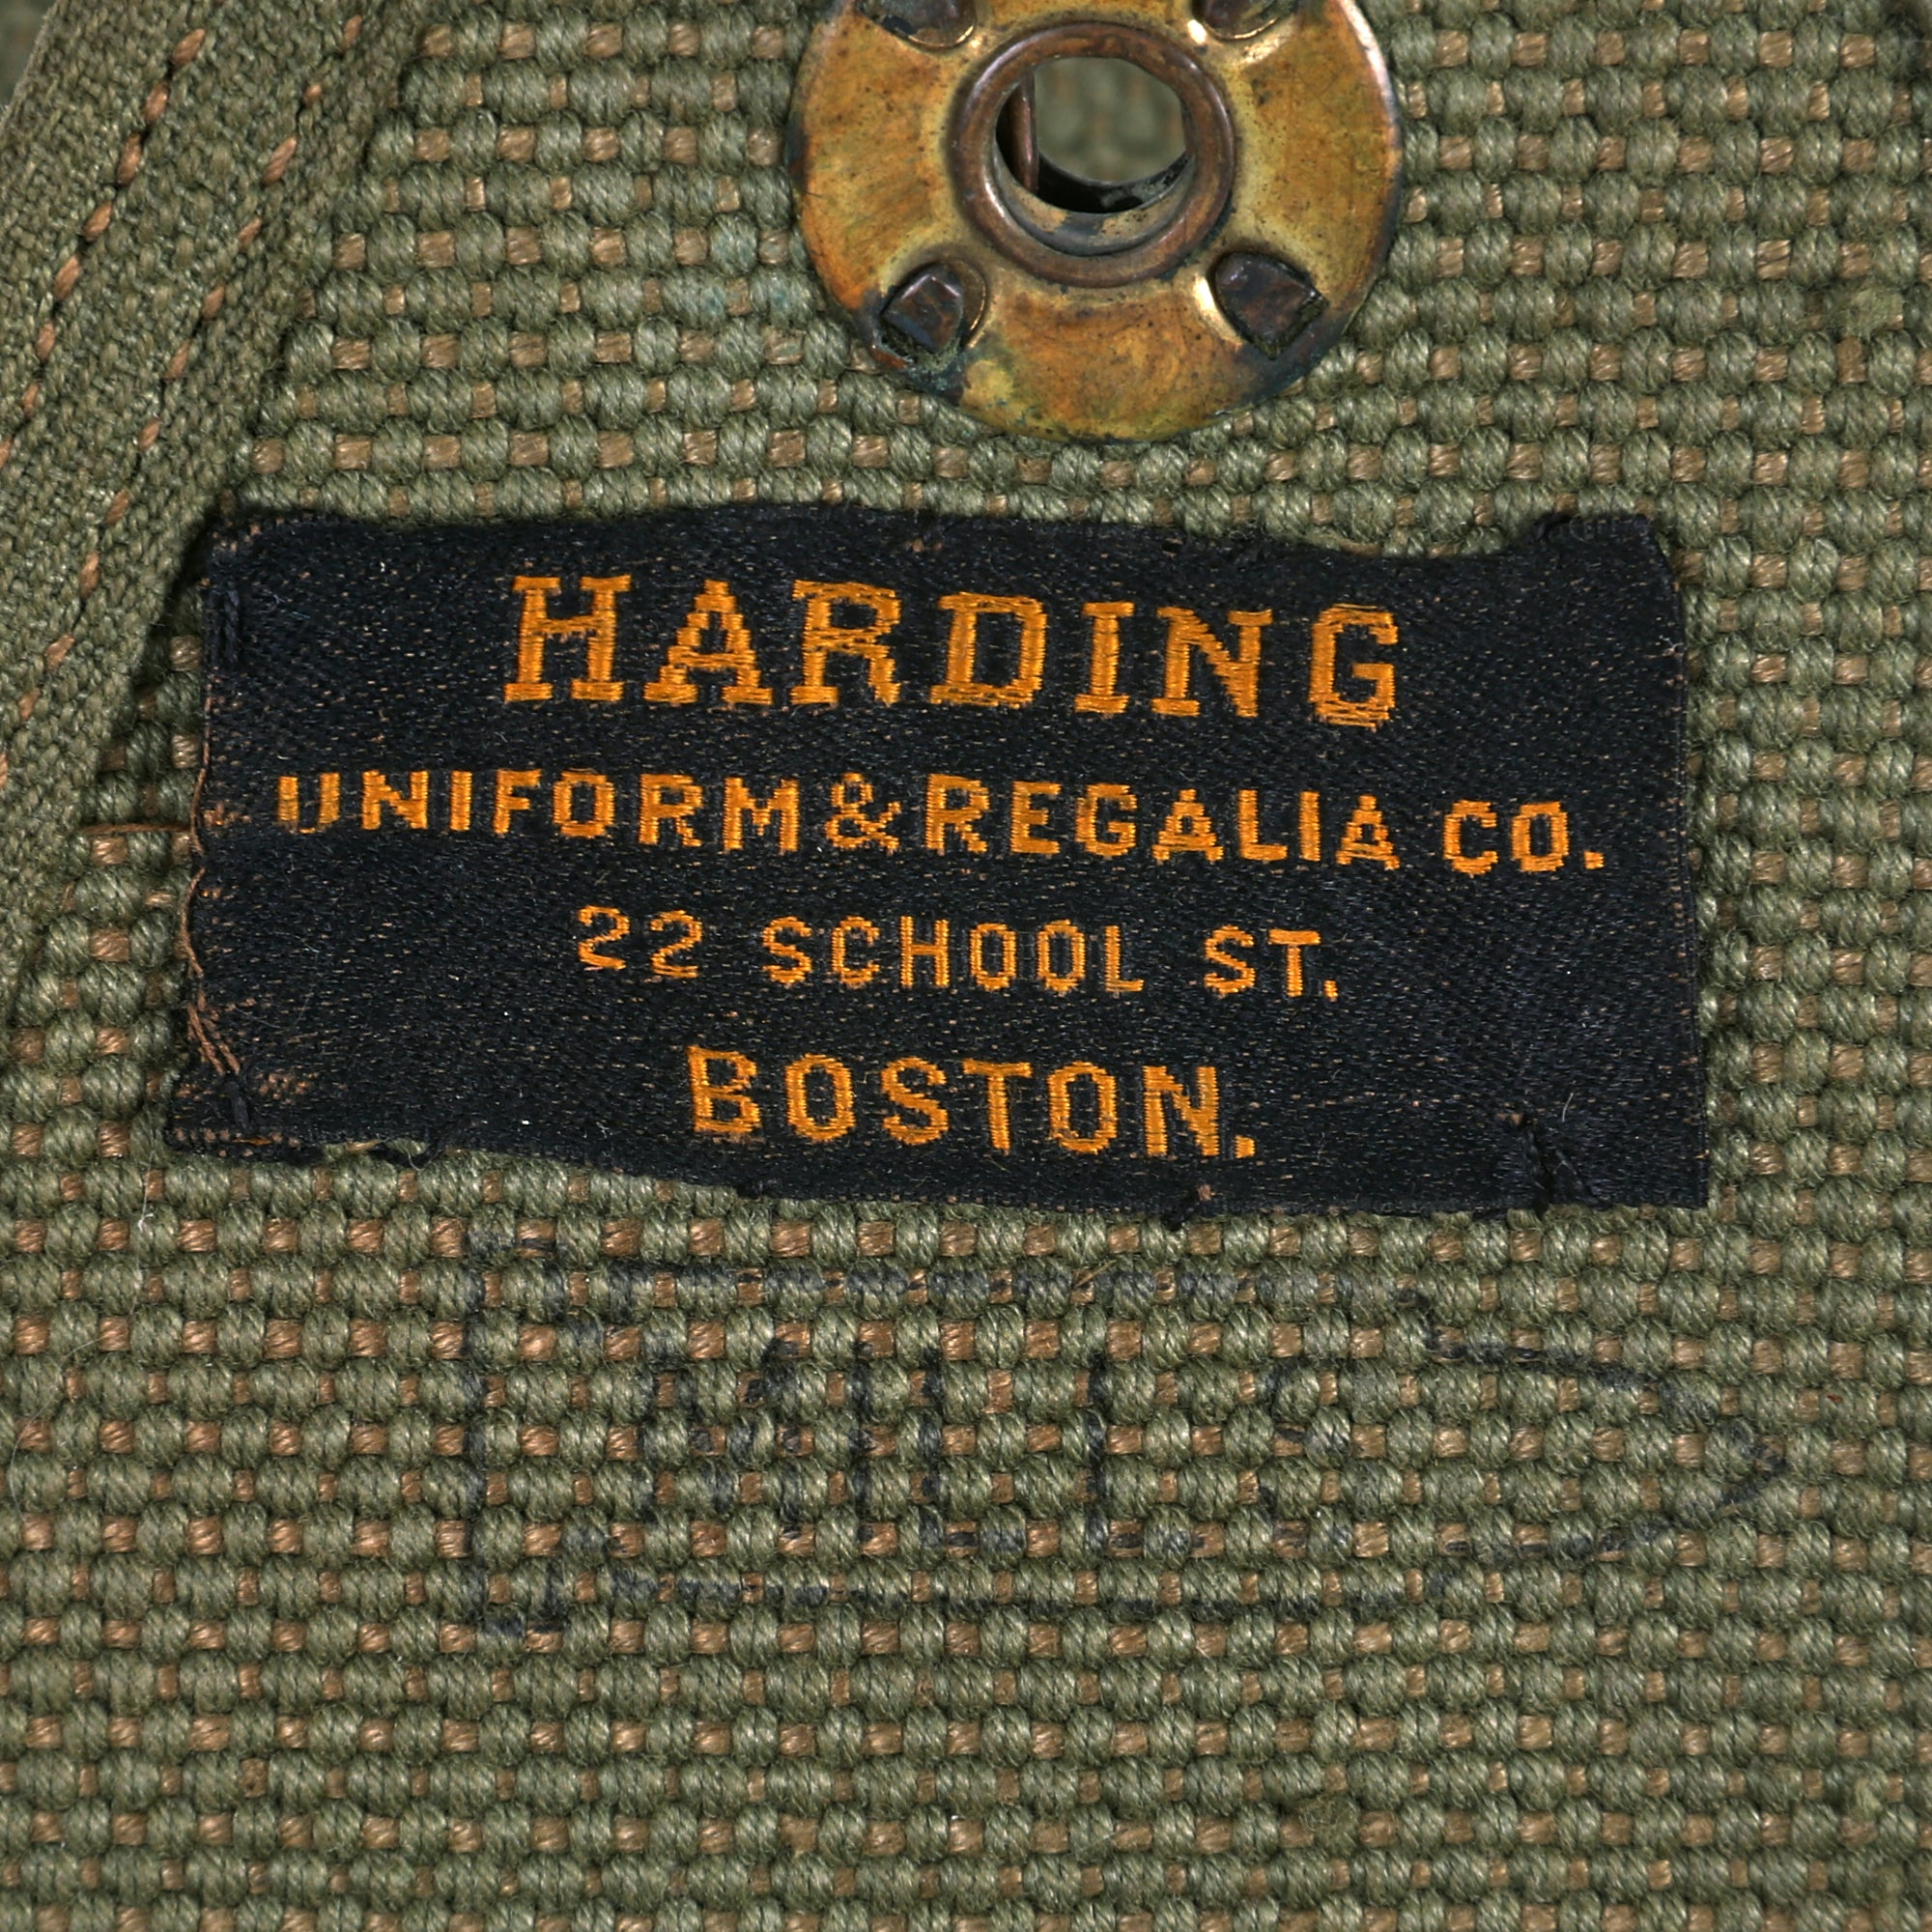 HARDING
UNIFORM & REGALIA CO.
22 SCHOOL ST.
BOSTON.